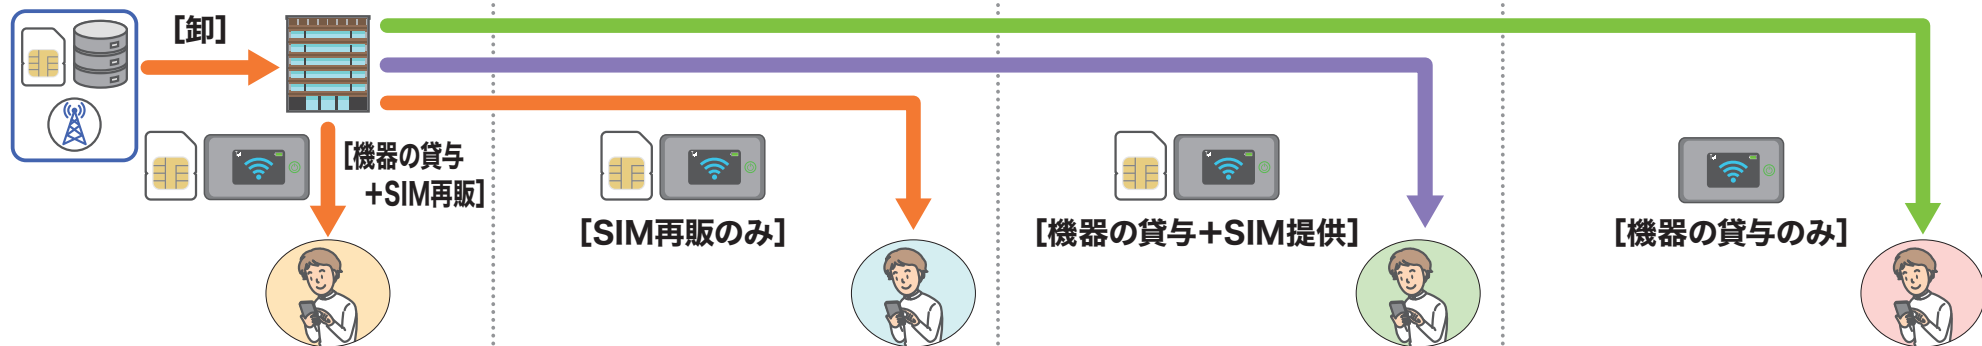 [卸]
[機器の貸与
+SIM再販]
[SIM再販のみ]
[機器の貸与+SIM提供]
[機器の貸与のみ]